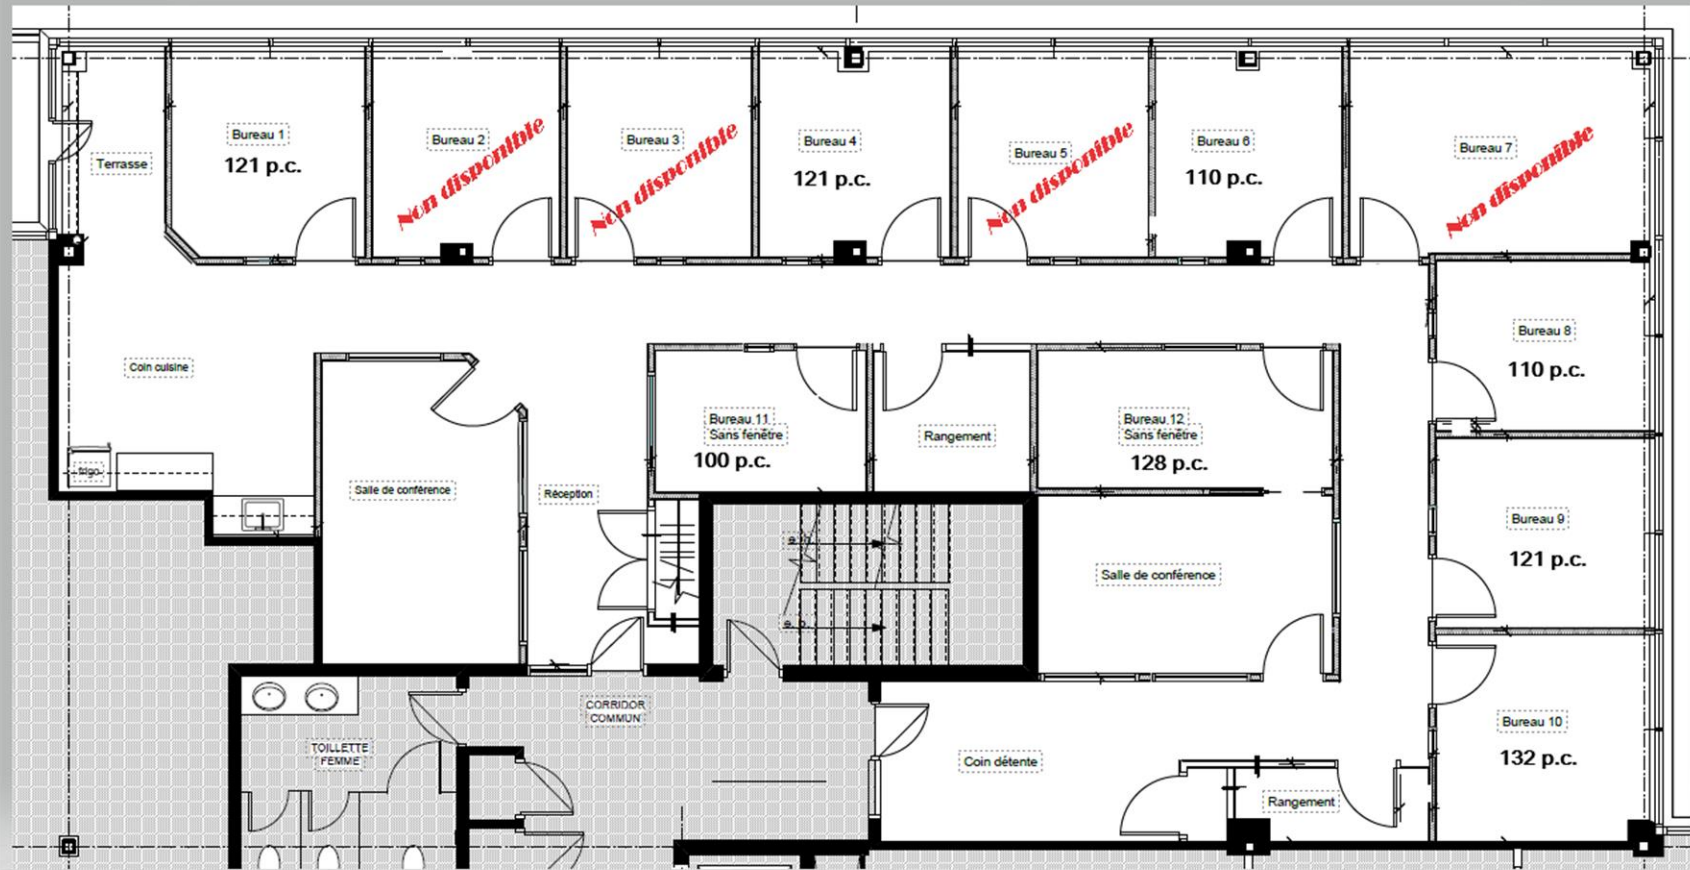 Bureau 1
121 p.c.
Bureau 2
Non disponible
Bureau 3
Non disponible
Bureau 4
121 p.c.
Bureau 5
Non disponible
Bureau 6
110 p.c.
Bureau 7
Non disponible
Terrasse
Bureau 8
110 p.c.
Coin cuisine
frigo
Salle de conférence
Réception
Bureau 11
Sans fenêtre
100 p.c.
Rangement
Bureau 12
Sans fenêtre
128 p.c.
Bureau 9
121 p.c.
Salle de conférence
CORRIDOR
COMMUN
TOILLETTE
FEMME
Coin détente
Rangement
Bureau 10
132 p.c.